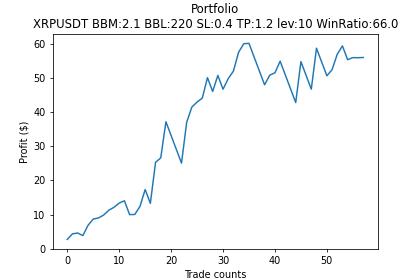 Portfolio
XRPUSDT BBM:2.1 BBL:220 SL:0.4 TP:1.2 lev:10 WinRatio:66.0
60
50
40
30
20
10
0
Profit ($)
0 10 20 30 40 50
Trade counts